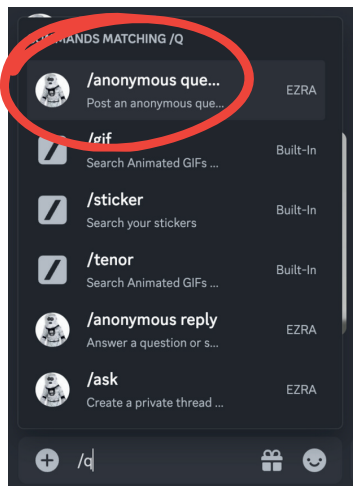 COMMANDS MATCHING /Q
/anonymous que...
Post an anonymous que...
EZRA
/gif
Search Animated GIFs ...
Built-In
/sticker
Search your stickers
Built-In
/tenor
Search Animated GIFs ...
Built-In
/anonymous reply
Answer a question or s...
EZRA
/ask
Create a private thread ...
EZRA
/q